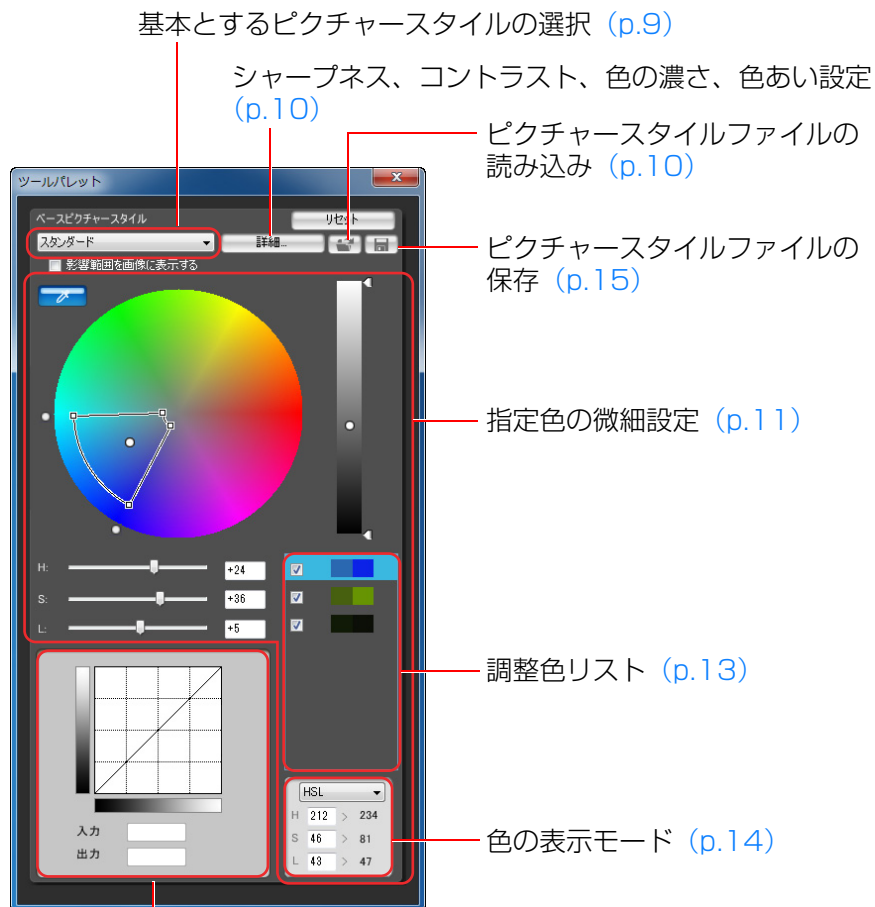 基本とするピクチャースタイルの選択（p.9）
シャープネス、コントラスト、色の濃さ、色あい設定
（p.10）
ピクチャースタイルファイルの
読み込み（p.10）
ツールパレット
ベースピクチャースタイル
リセット
スタンダード
詳細...
影響範囲を画像に表示する
ピクチャースタイルファイルの
保存（p.15）
指定色の微細設定（p.11）
H: +24
S: +36
L: +5
調整色リスト（p.13）
HSL
H 212 > 234
S 46 > 81
L 43 > 47
色の表示モード（p.14）
入力
出力